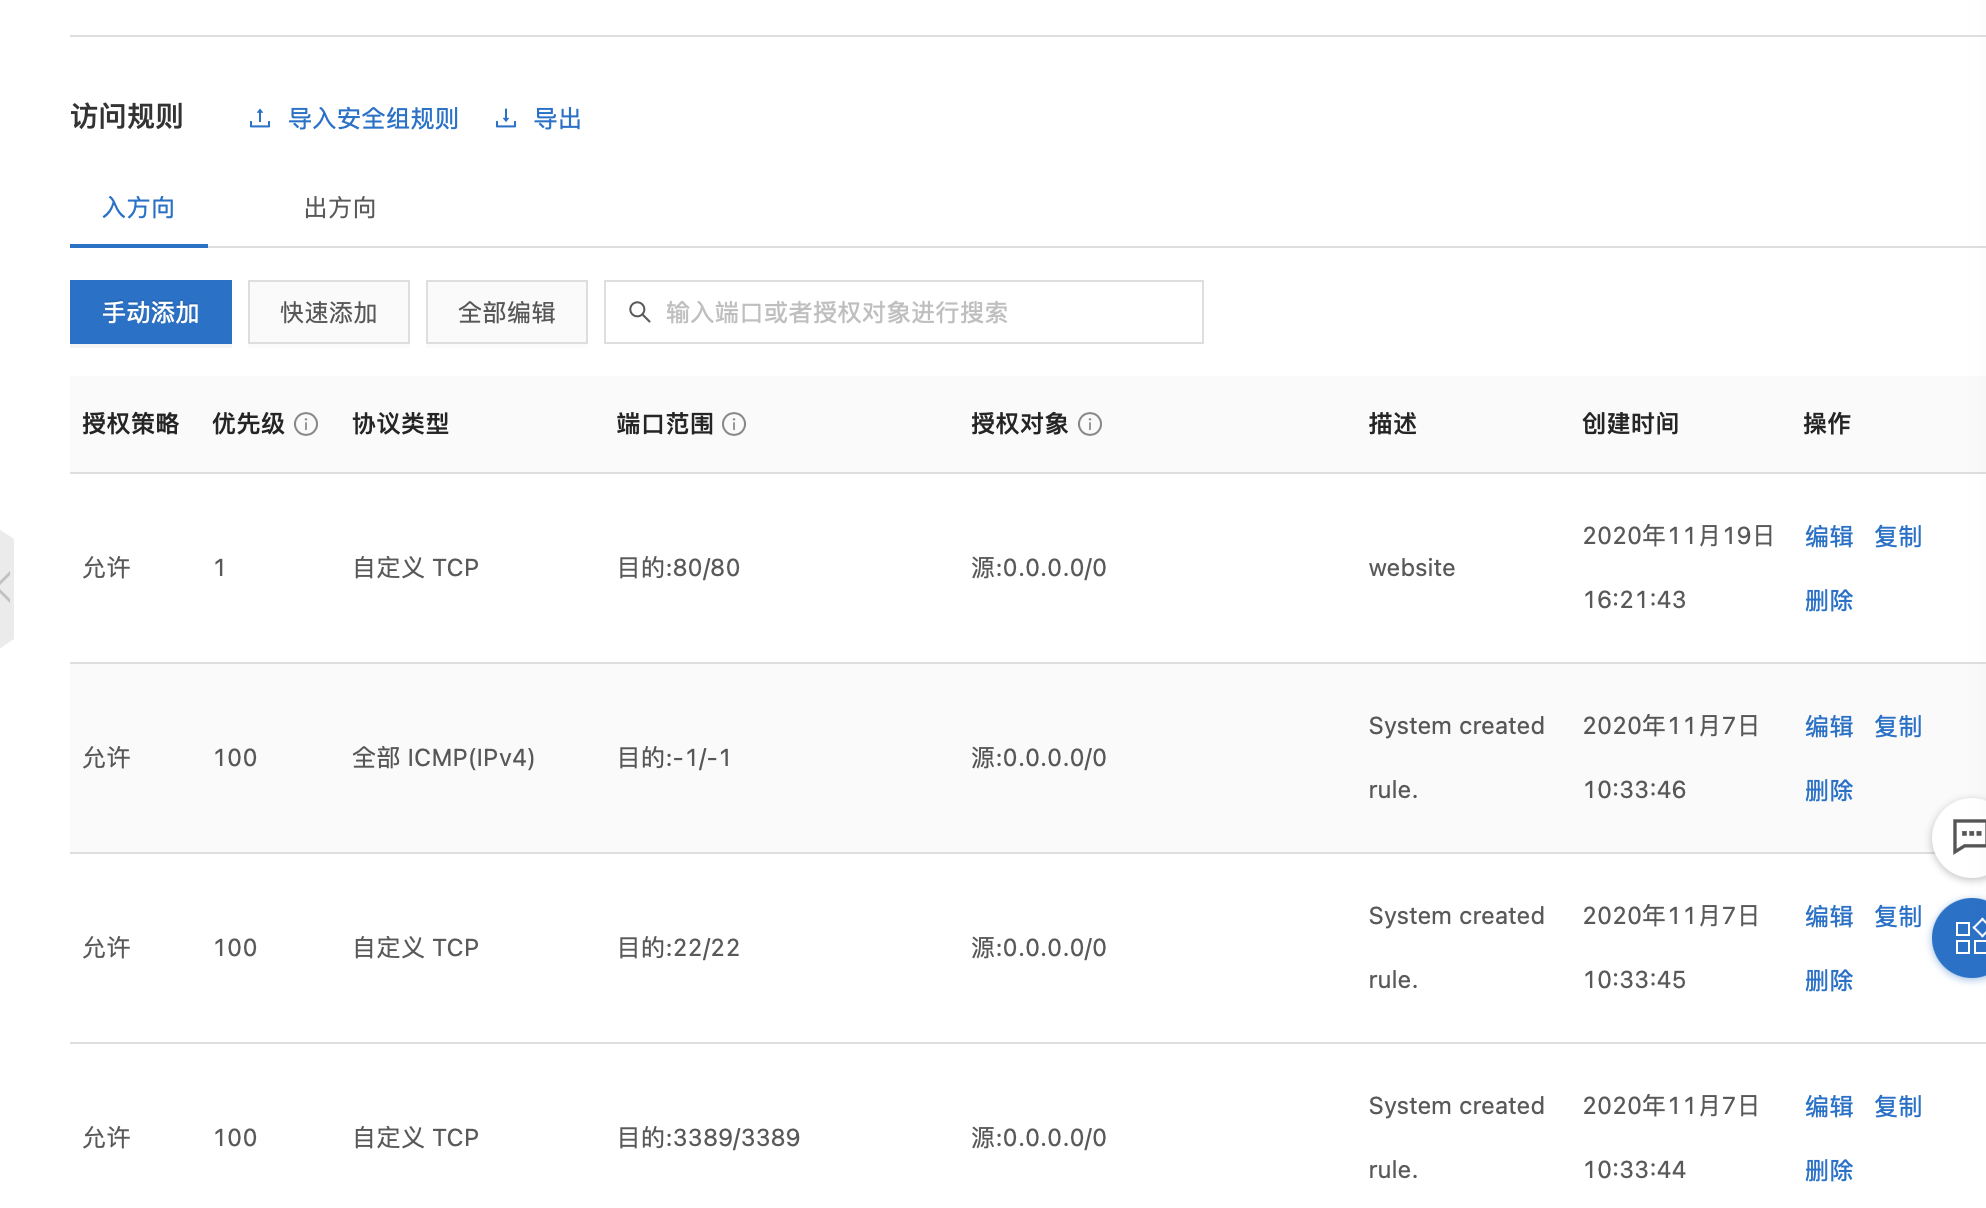 访问规则 导入安全组规则 导出
入方向 出方向
手动添加 快速添加 全部编辑 输入端口或者授权对象进行搜索
授权策略 优先级 协议类型 端口范围 授权对象 描述 创建时间 操作
允许 1 自定义 TCP 目的:80/80 源:0.0.0.0/0 website 2020年11月19日 编辑 复制
16:21:43 删除
允许 100 全部 ICMP(IPv4) 目的:-1/-1 源:0.0.0.0/0 System created 2020年11月7日 编辑 复制
rule. 10:33:46 删除
允许 100 自定义 TCP 目的:22/22 源:0.0.0.0/0 System created 2020年11月7日 编辑 复制
rule. 10:33:45 删除
允许 100 自定义 TCP 目的:3389/3389 源:0.0.0.0/0 System created 2020年11月7日 编辑 复制
rule. 10:33:44 删除